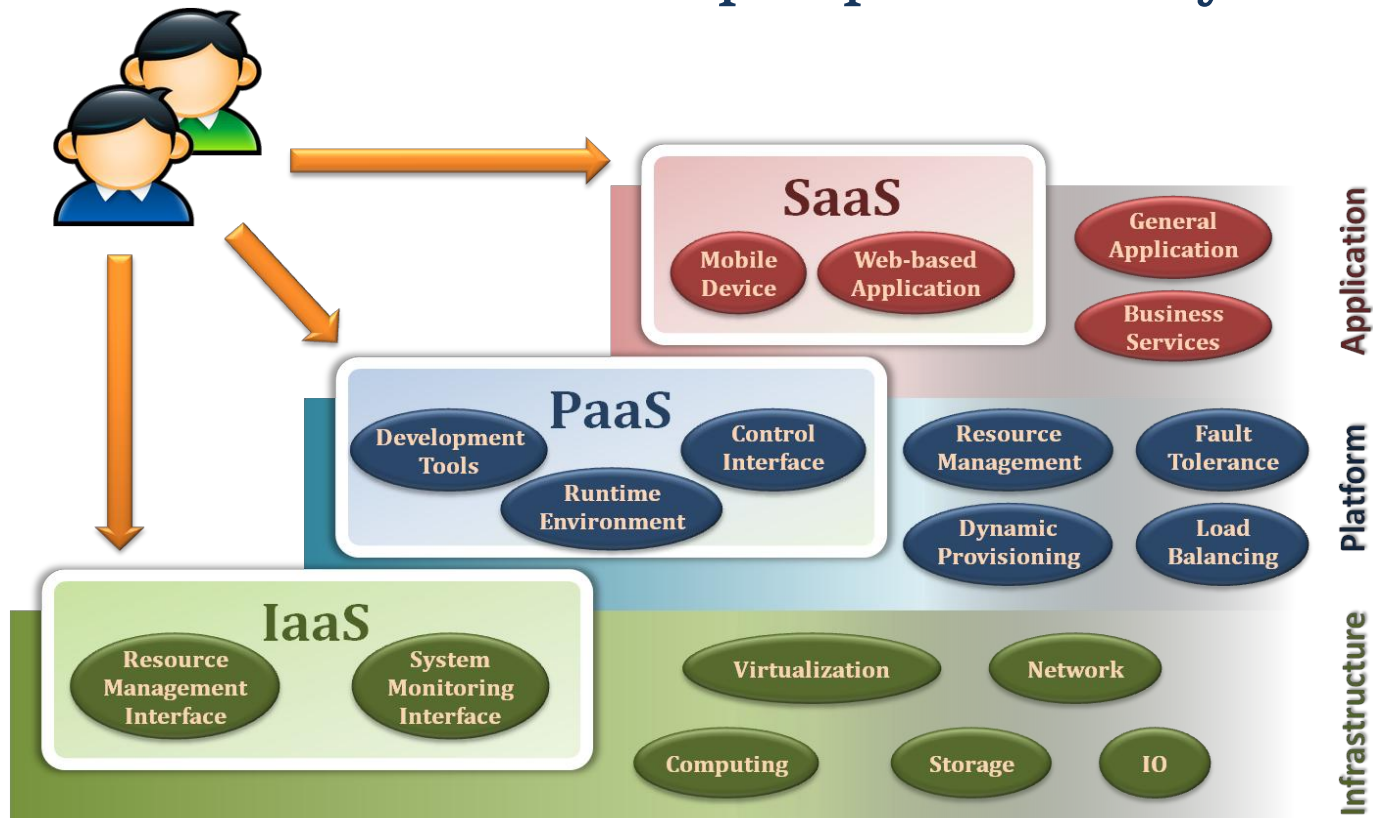 SaaS
Mobile
Device
Web-based
Application
General
Application
Business
Services
Application
PaaS
Development
Tools
Runtime
Environment
Control
Interface
Resource
Management
Fault
Tolerance
Dynamic
Provisioning
Load
Balancing
Platform
IaaS
Resource
Management
Interface
System
Monitoring
Interface
Virtualization
Network
Computing
Storage
IO
Infrastructure